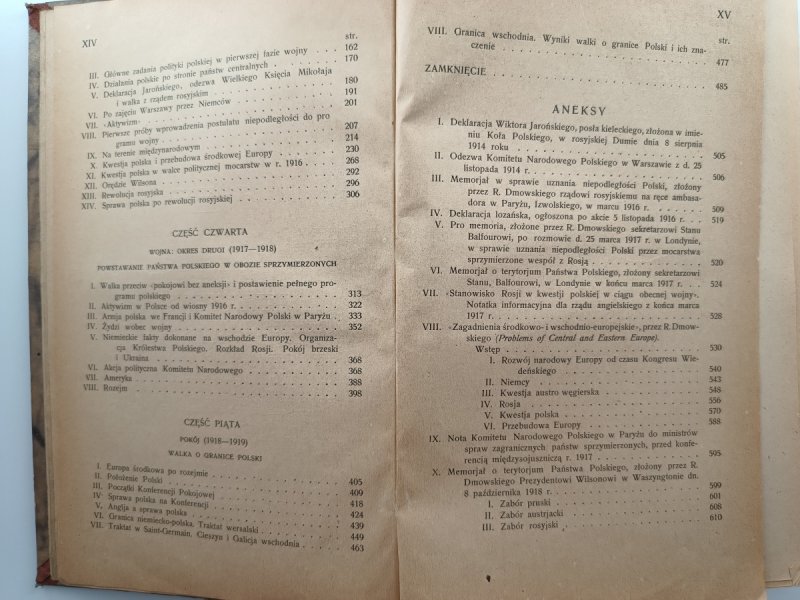 XIV
str.
III. Główne zadania polityki polskiej w pierwszej fazie wojny . . . 162
IV. Działania polskie po stronie państw centralnych . . . 170
V. Deklaracja Jarońskiego, odezwa Wielkiego Księcia Mikołaja
i walka z rządem rosyjskim . . . 180
VI. Po zajęciu Warszawy przez Niemców . . . 191
VII. «Aktywizm» . . . 201
VIII. Pierwsze próby wprowadzenia postulatu niepodległości do pro
gramu wojny . . . 207
IX. Na terenie międzynarodowym . . . 214
X. Kwestja polska i przebudowa środkowej Europy . . . 230
XI. Kwestja polska w walce politycznej mocarstw w r. 1916 . . . 268
XII. Orędzie Wilsona . . . 292
XIII. Rewolucja rosyjska . . . 296
XIV. Sprawa polska po rewolucji rosyjskiej . . . 306
CZĘŚĆ CZWARTA
WOJNA: OKRES DRUGI (1917—1918)
POWSTAWANIE PAŃSTWA POLSKIEGO W OBOZIE SPRZYMIERZONYCH
I. Walka przeciw «pokojowi bez aneksji» i postawienie pełnego pro-
gramu polskiego . . . 313
II. Aktywizm w Polsce od wiosny 1916 r. . . . 322
III. Armja polska we Francji i Komitet Narodowy Polski w Paryżu . . . 333
IV. Żydzi wobec wojny . . . 352
V. Niemieckie fakty dokonane na wschodzie Europy. Organiza-
cja Królestwa Polskiego. Rozkład Rosji. Pokój brzeski
i Ukraina . . . 368
VI. Akcja polityczna Komitetu Narodowego . . . 368
VII. Ameryka . . . 388
VIII. Rozejm . . . 398
CZĘŚĆ PIĄTA
POKÓJ (1918—1919)
WALKA O GRANICE POLSKI
I. Europa środkowa po rozejmie . . .
II. Położenie Polski . . . 405
III. Początki Konferencji Pokojowej . . . 409
IV Sprawa polska na Konferencji . . . 418
V. Anglja a sprawa polska . . . 424
VI. Granica niemiecko-polska. Traktat wersalski . . . 439
VII. Traktat w Saint-Germain. Cieszyn i Galicja wschodnia . . . 449
463
XV
str.
VIII. Granica wschodnia. Wyniki walki o granice Polski i ich zna-
czenie . . . 477
ZAMKNIĘCIE . . . 485
ANEKSY
I. Deklaracja Wiktora Jarońskiego, posła kieleckiego, złożona w imie-
niu Koła Polskiego, w rosyjskiej Dumie dnia 8 sierpnia
1914 roku . . . 505
II. Odezwa Komitetu Narodowego Polskiego w Warszawie z d. 25
listopada 1914 r. . . . 506
III. Memorjał w sprawie uznania niepodległości Polski, złożony
przez R. Dmowskiego rządowi rosyjskiemu na ręce ambasa-
dora w Paryżu, Izwolskiego, w marcu 1916 r. . . . 509
IV. Deklaracja lozańska, ogłoszona po akcie 5 listopada 1916 r. . . . 519
V. Pro memoria, złożone przez R. Dmowskiego sekretarzowi Stanu
Balfourowi, po rozmowie d. 25 marca 1917 r. w Londynie,
w sprawie uznania niepodległości Polski przez mocarstwa
sprzymierzone wespół z Rosją . . . 520
VI. Memorjał o terytorjum Państwa Polskiego, złożony sekretarzowi
Stanu, Balfourowi, w Londynie w końcu marca 1917 r. . . . 524
VII. «Stanowisko Rosji w kwestji polskiej w ciągu obecnej wojny».
Notatka informacyjna dla rządu angielskiego z końca marca
1917 r. . . . 528
VIII. «Zagadnienia środkowo- i wschodnio-europejskie», przez R. Dmow-
skiego (Problems of Central and Eastern Europe).
Wstęp . . . 530
I. Rozwój narodowy Europy od czasu Kongresu Wie-
deńskiego . . . 540
II. Niemcy . . . 543
III. Kwestja austro węgierska . . . 548
IV. Rosja . . . 556
V. Kwestja polska . . . 570
VI. Przebudowa Europy . . . 588
IX. Nota Komitetu Narodowego Polskiego w Paryżu do ministrów
spraw zagranicznych państw sprzymierzonych, przed konfe-
rencją międzysojuszniczą r. 1917 . . . 595
X. Memorjał o terytorjum Państwa Polskiego, złożony przez R.
Dmowskiego Prezydentowi Wilsonowi w Waszyngtonie dn.
8 października 1918 r. . . . 599
I. Zabór pruski . . . 601
II. Zabór austrjacki . . . 608
III. Zabór rosyjski . . . 610